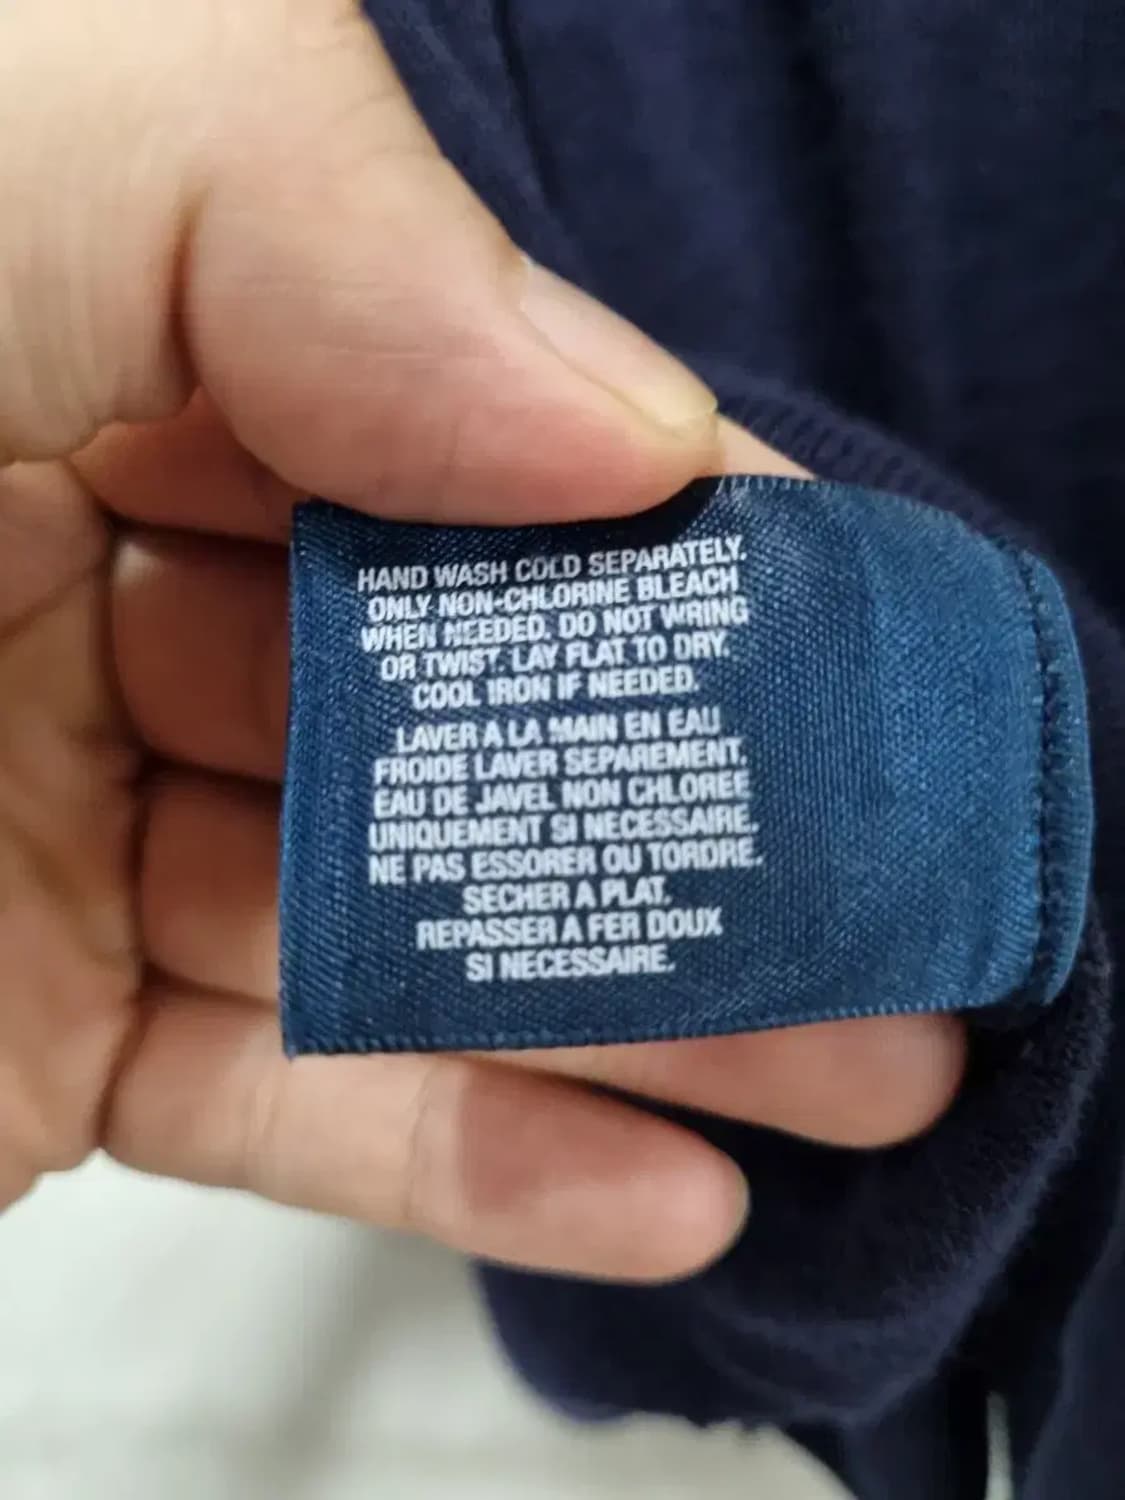 HAND WASH COLD SEPARATELY.
ONLY NON-CHLORINE BLEACH
WHEN NEEDED. DO NOT WRING
OR TWIST. LAY FLAT TO DRY.
COOL IRON IF NEEDED.
LAVER A LA MAIN EN EAU
FROIDE LAVER SEPAREMENT.
EAU DE JAVEL NON CHLOREE
UNIQUEMENT SI NECESSAIRE.
NE PAS ESSORER OU TORDRE.
SECHER A PLAT.
REPASSER A FER DOUX
SI NECESSAIRE.